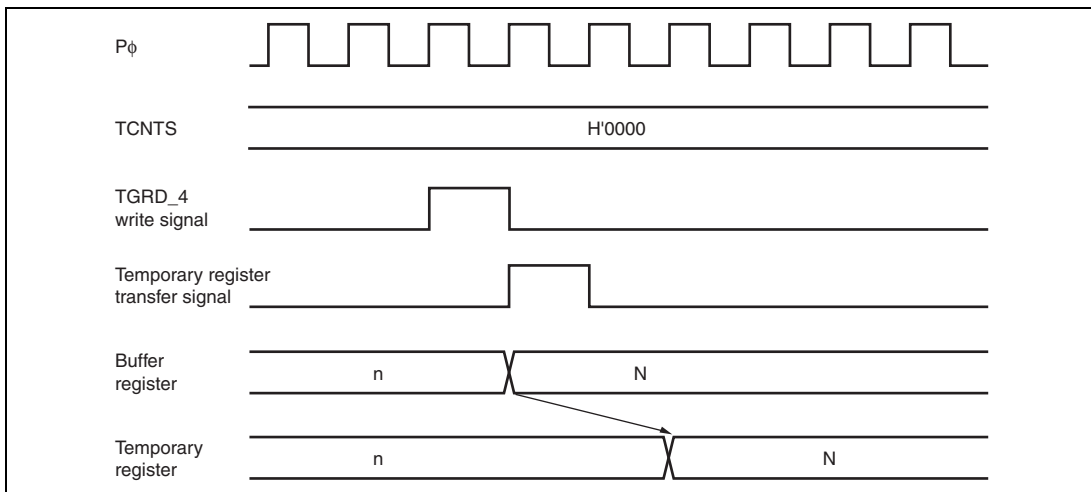 Pϕ
TCNTS
H'0000
TGRD_4
write signal
Temporary register
transfer signal
Buffer
register
n
N
Temporary
register
n
N